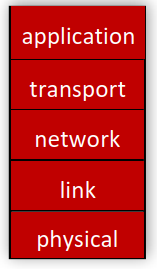 application
transport
network
link
physical